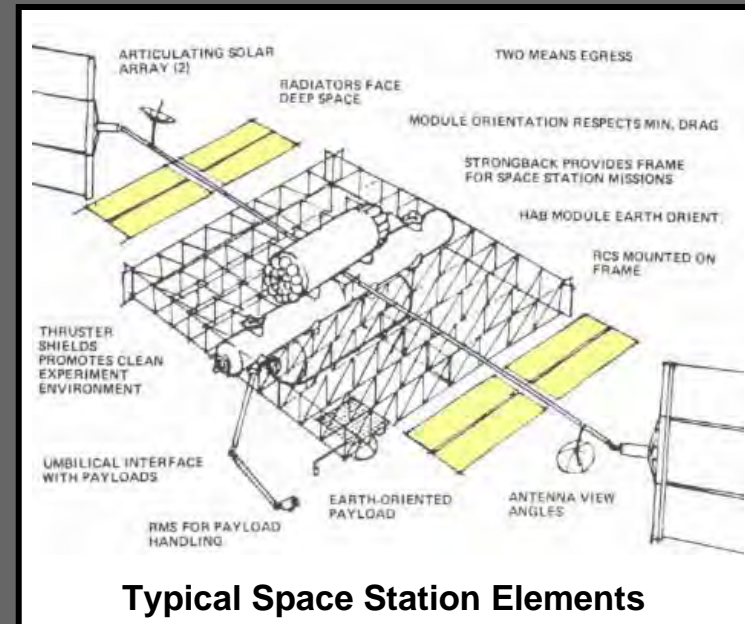 ARTICULATING SOLAR
ARRAY (2)
TWO MEANS EGRESS
RADIATORS FACE
DEEP SPACE
MODULE ORIENTATION RESPECTS MIN. DRAG
STRONGBACK PROVIDES FRAME
FOR SPACE STATION MISSIONS
HAB MODULE EARTH ORIENT.
RCS MOUNTED ON
FRAME
THRUSTER
SHIELDS
PROMOTES CLEAN
EXPERIMENT
ENVIRONMENT
UMBILICAL INTERFACE
WITH PAYLOADS
RMS FOR PAYLOAD
HANDLING
EARTH-ORIENTED
PAYLOAD
ANTENNA VIEW
ANGLES
Typical Space Station Elements